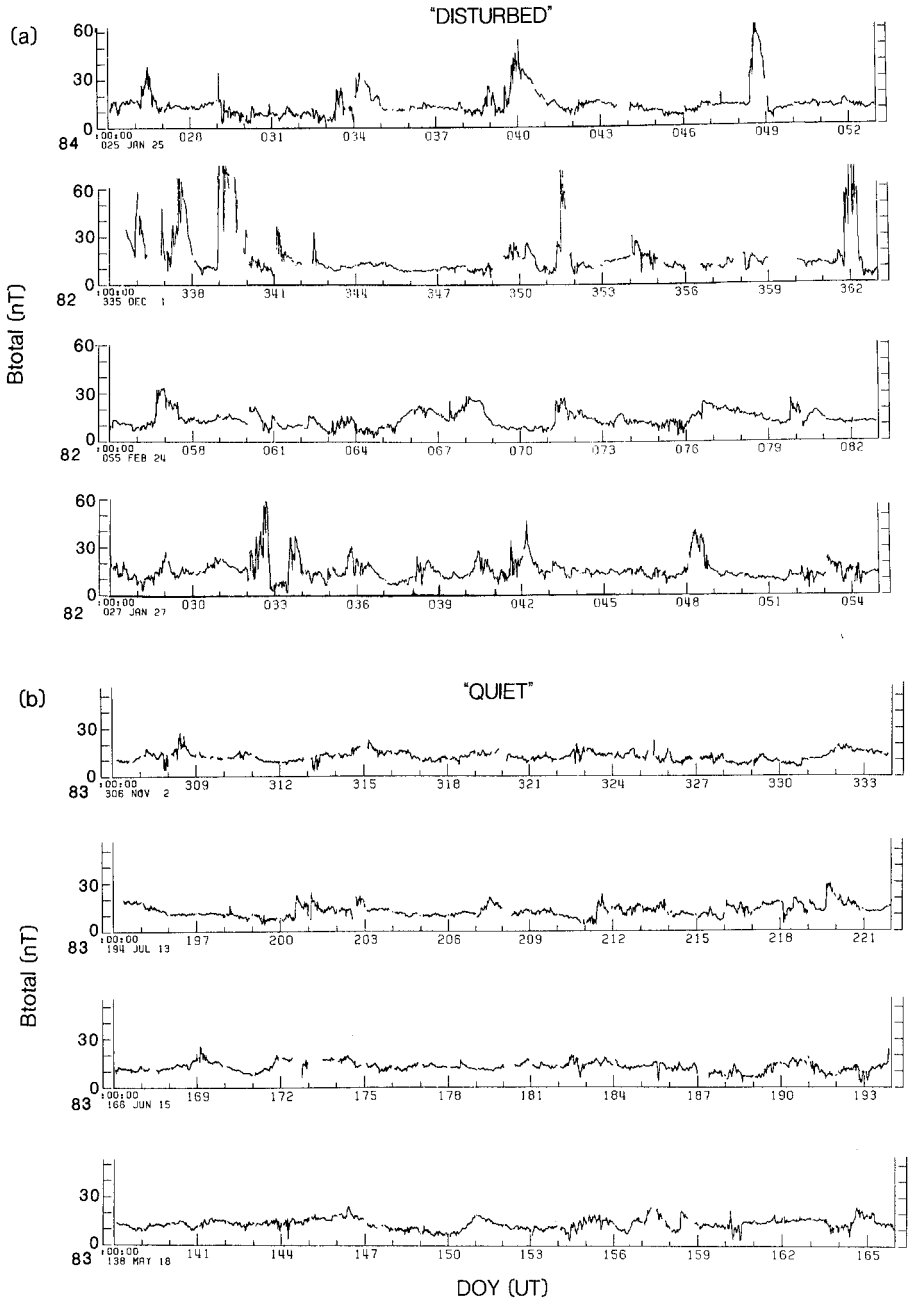 (a)
"DISTURBED"
60
30
0
028 031 034 037 040 043 046 049 052
84 :00:00
025 JAN 25
60
30
0
338 341 344 347 350 353 356 359 362
82 :00:00
335 DEC 1
60
30
0
058 061 064 067 070 073 076 079 082
82 :00:00
055 FEB 24
60
30
0
030 033 036 039 042 045 048 051 054
82 :00:00
027 JAN 27
Btotal (nT)
(b)
"QUIET"
30
0
309 312 315 318 321 324 327 330 333
83 :00:00
306 NOV 2
30
0
197 200 203 206 209 212 215 218 221
83 :00:00
194 JUL 13
30
0
169 172 175 178 181 184 187 190 193
83 :00:00
166 JUN 15
30
0
141 144 147 150 153 156 159 162 165
83 :00:00
138 MAY 18
Btotal (nT)
DOY (UT)